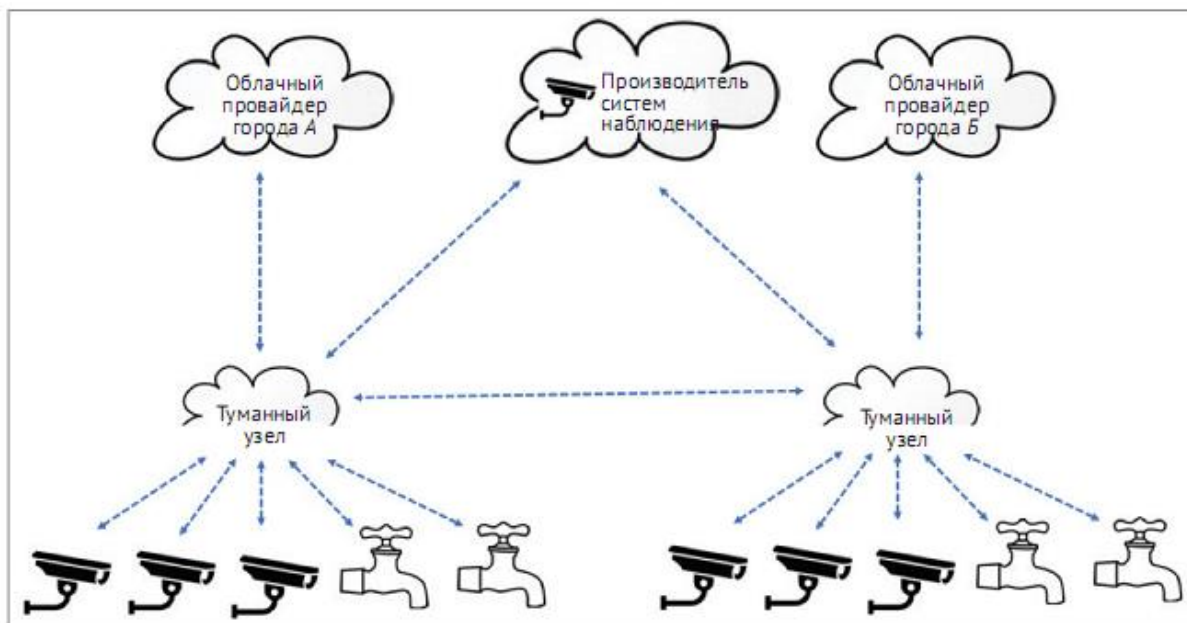 Облачный
провайдер
города А
Производитель
систем
наблюдения
Облачный
провайдер
города Б
Туманный
узел
Туманный
узел